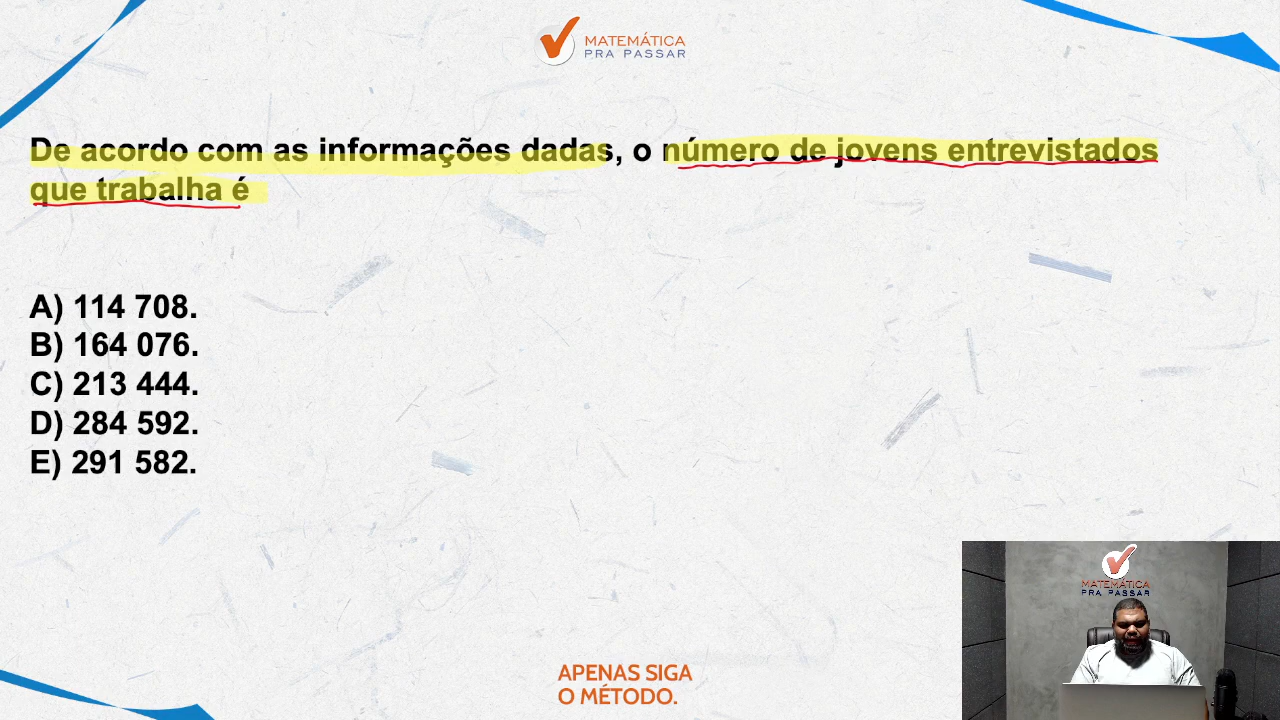 MATEMÁTICA
PRA PASSAR
De acordo com as informações dadas, o número de jovens entrevistados
que trabalha é
A) 114 708.
B) 164 076.
C) 213 444.
D) 284 592.
E) 291 582.
MATEMÁTICA
PRA PASSAR
APENAS SIGA
O MÉTODO.